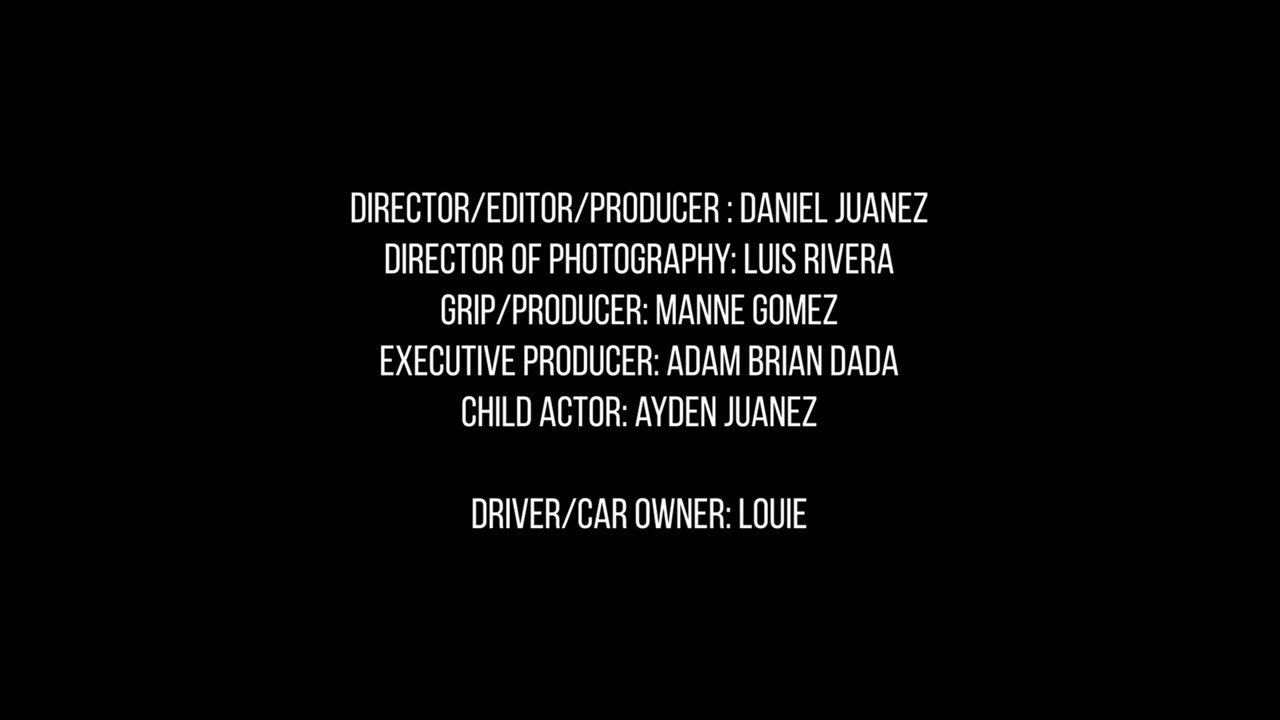 DIRECTOR/EDITOR/PRODUCER : DANIEL JUANEZ
DIRECTOR OF PHOTOGRAPHY: LUIS RIVERA
GRIP/PRODUCER: MANNE GOMEZ
EXECUTIVE PRODUCER: ADAM BRIAN DADA
CHILD ACTOR: AYDEN JUANEZ
DRIVER/CAR OWNER: LOUIE